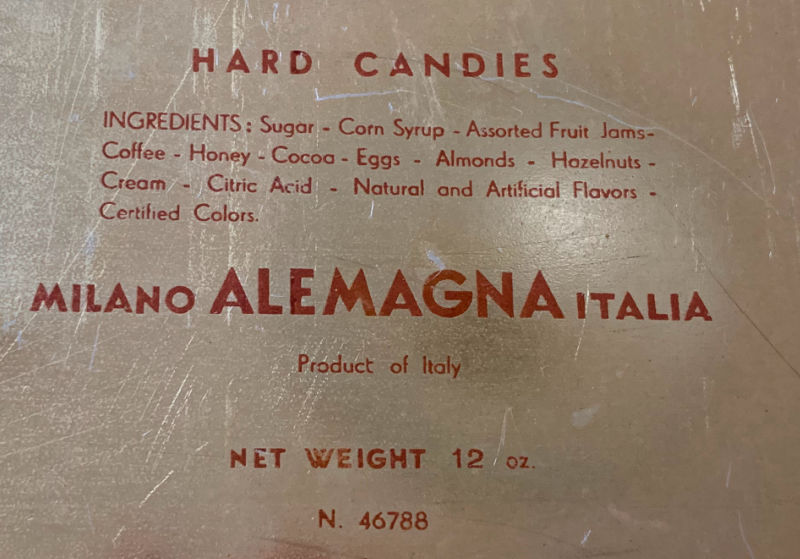 HARD CANDIES
INGREDIENTS: Sugar - Corn Syrup - Assorted Fruit Jams-
Coffee - Honey - Cocoa - Eggs - Almonds - Hazelnuts -
Cream - Citric Acid - Natural and Artificial Flavors -
Certified Colors.
MILANO ALEMAGNA ITALIA
Product of Italy
NET WEIGHT 12 oz.
N. 46788